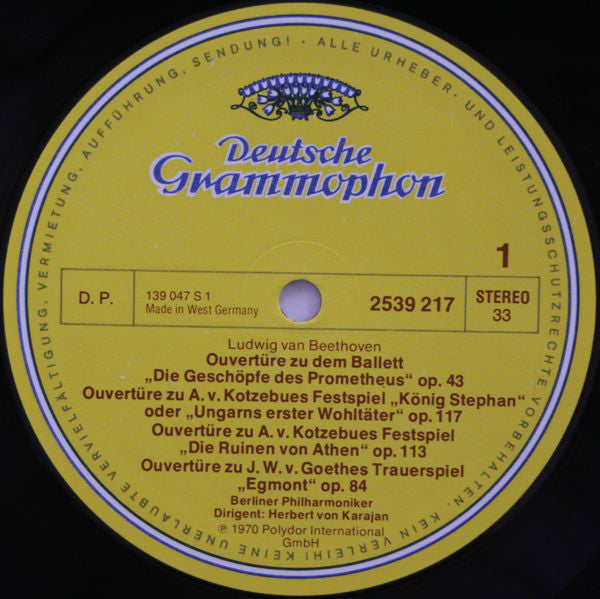 ALLE URHEBER- UND LEISTUNGSSCHUTZRECHTE VORBEHALTEN. KEIN VERLEIH! KEINE UNERLAUBTE VERVIELFÄLTIGUNG, VERMIETUNG, AUFFÜHRUNG, SENDUNG!
Deutsche
Grammophon
1
D. P.
139 047 S 1
Made in West Germany
2539 217
STEREO
33
Ludwig van Beethoven
Ouvertüre zu dem Ballett
„Die Geschöpfe des Prometheus“ op. 43
Ouvertüre zu A. v. Kotzebues Festspiel „König Stephan“
oder „Ungarns erster Wohltäter“ op. 117
Ouvertüre zu A. v. Kotzebues Festspiel
„Die Ruinen von Athen“ op. 113
Ouvertüre zu J. W. v. Goethes Trauerspiel
„Egmont“ op. 84
Berliner Philharmoniker
Dirigent: Herbert von Karajan
℗ 1970 Polydor International
GmbH